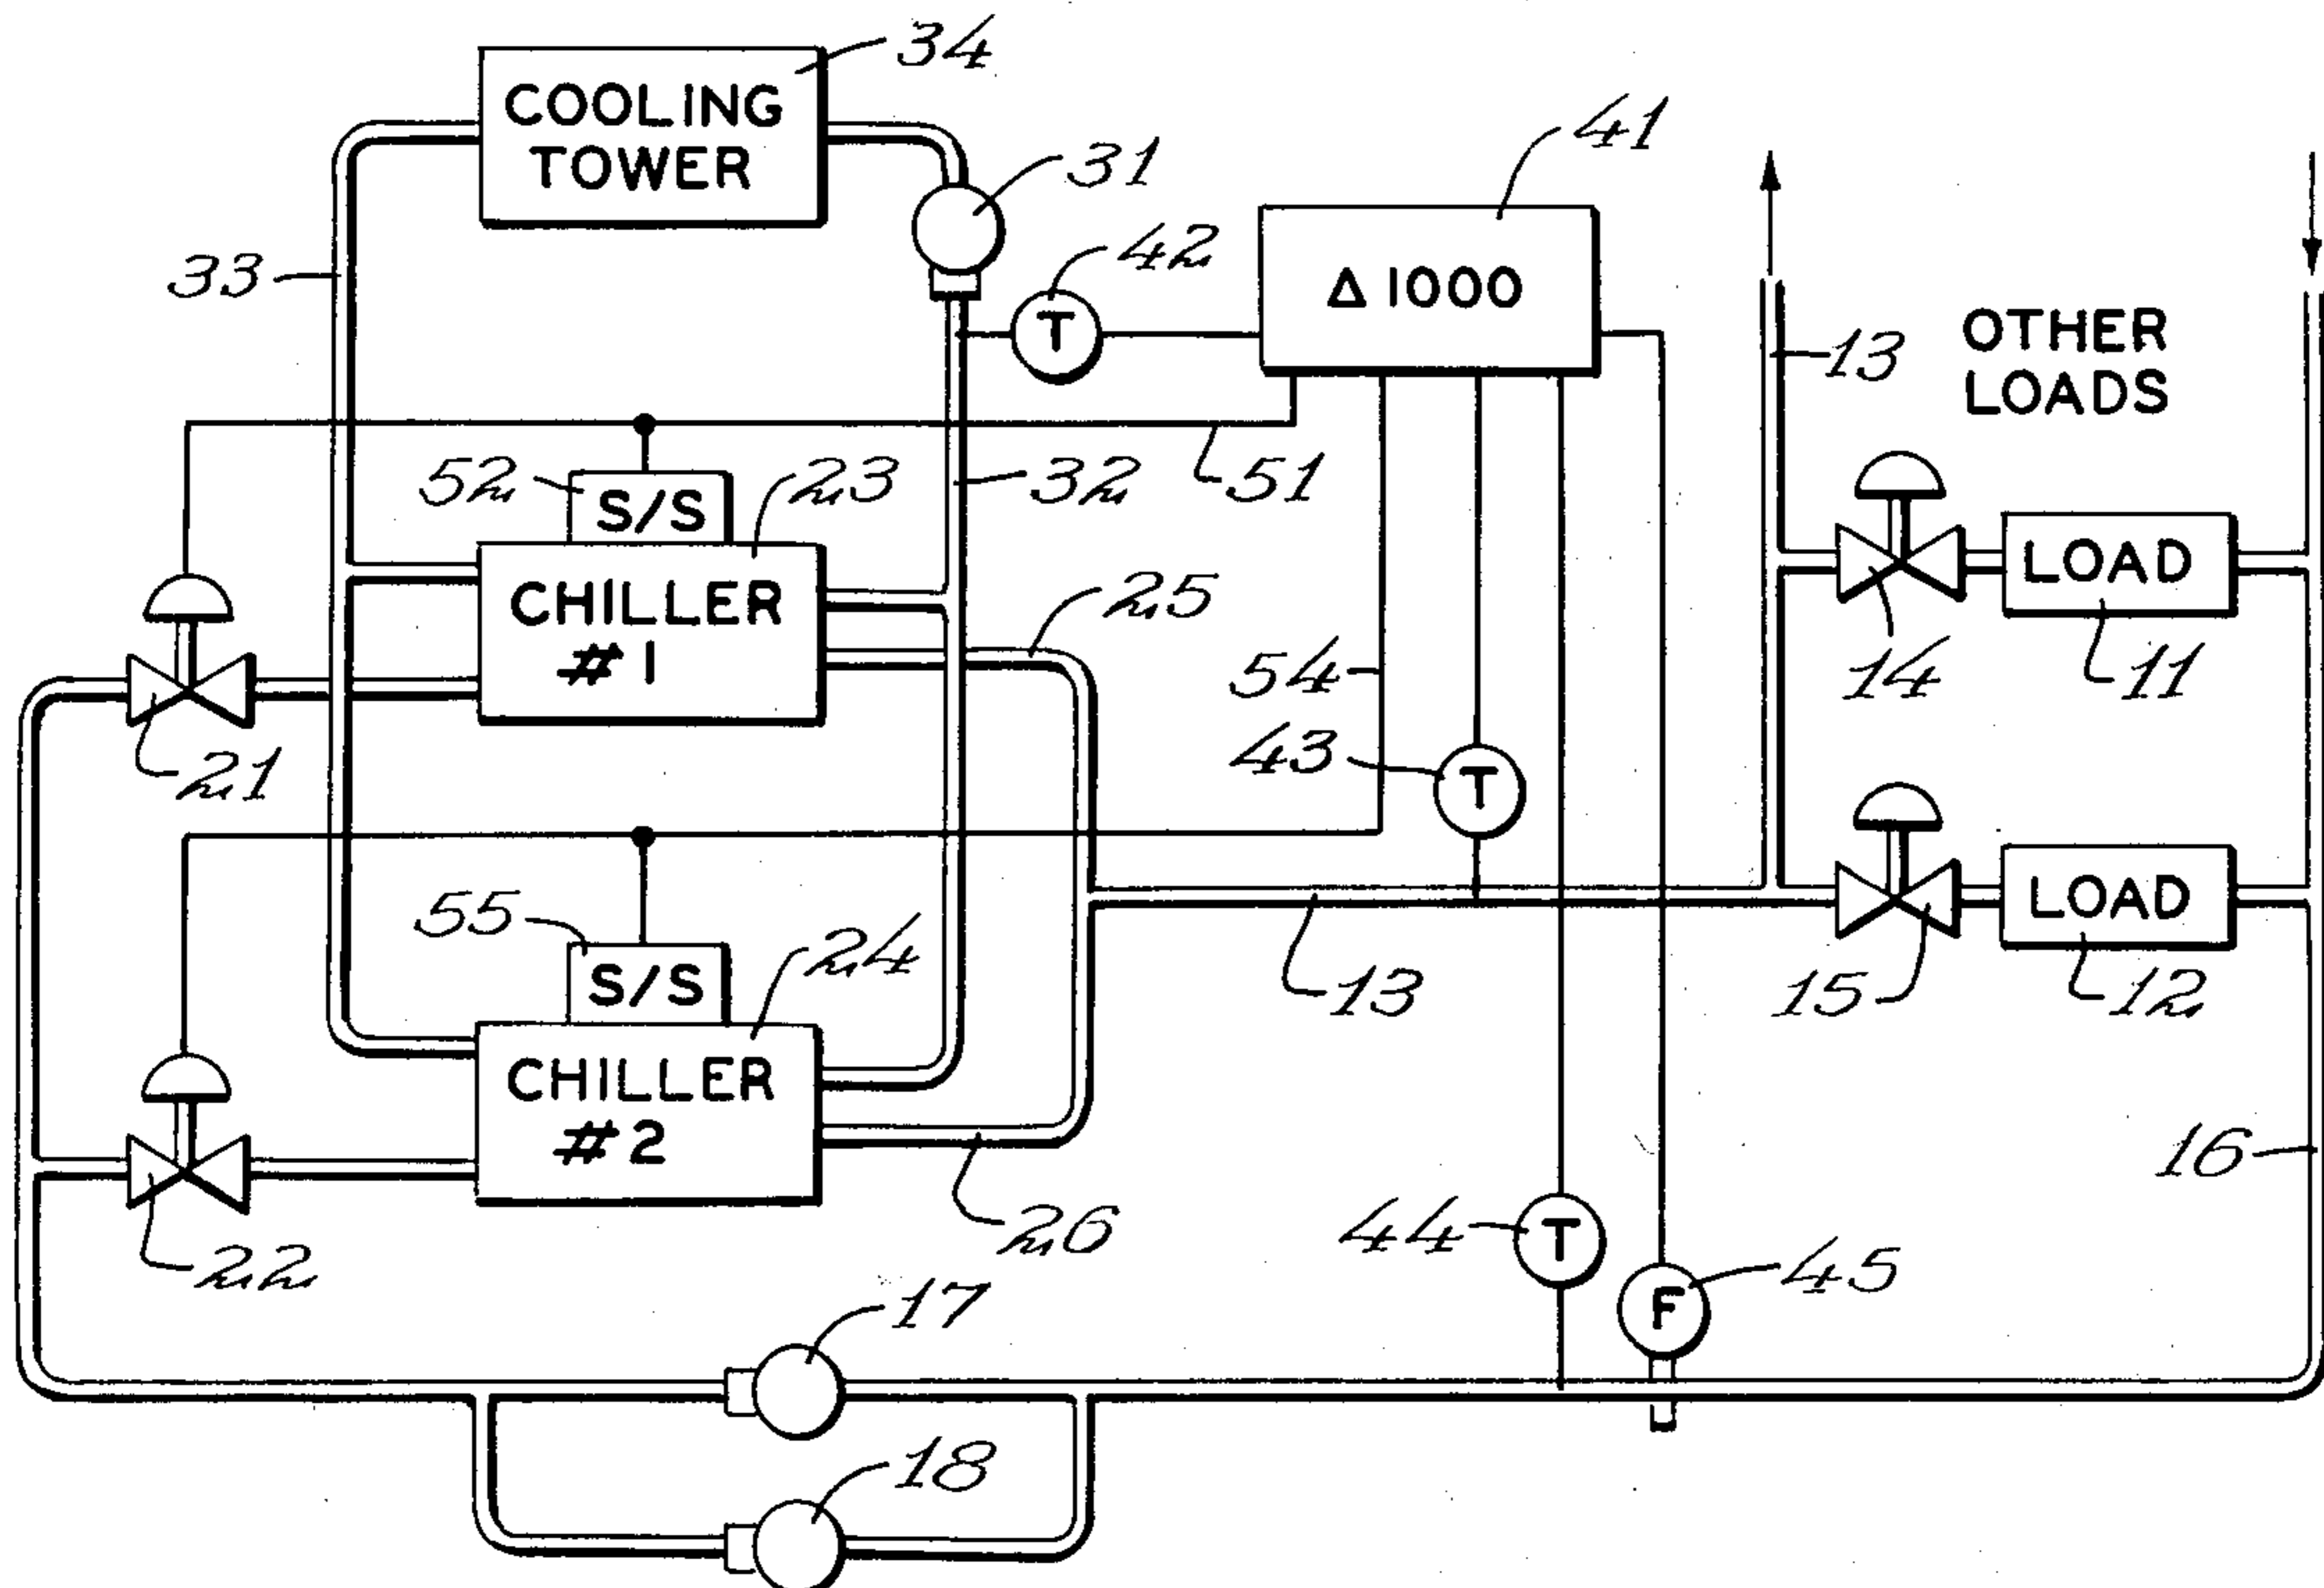 34
COOLING
TOWER
31
41
42
33
T
Δ 1000
13
OTHER
LOADS
52
S/S
23
32
51
CHILLER
#1
25
LOAD
14
11
54
21
43
T
55
S/S
24
13
LOAD
15
12
CHILLER
#2
16
22
26
44
T
45
F
17
18